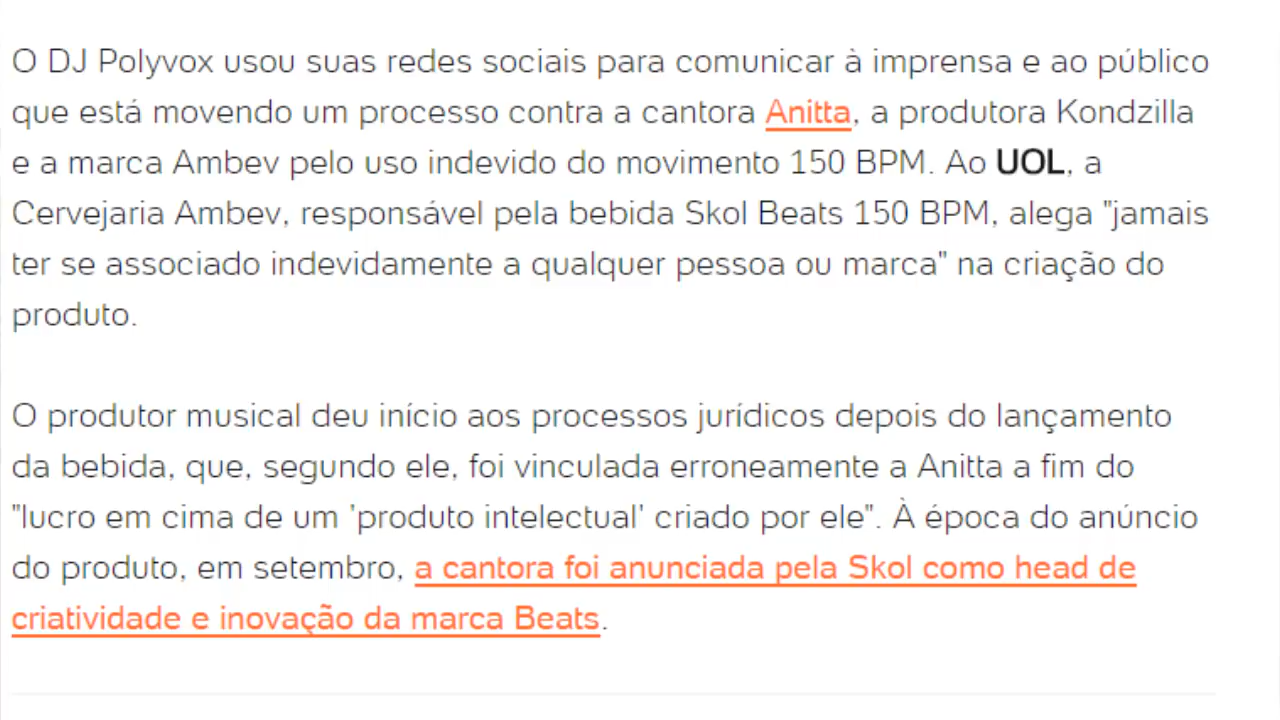 O DJ Polyvox usou suas redes sociais para comunicar à imprensa e ao público
que está movendo um processo contra a cantora Anitta, a produtora Kondzilla
e a marca Ambev pelo uso indevido do movimento 150 BPM. Ao UOL, a
Cervejaria Ambev, responsável pela bebida Skol Beats 150 BPM, alega "jamais
ter se associado indevidamente a qualquer pessoa ou marca" na criação do
produto.
O produtor musical deu início aos processos jurídicos depois do lançamento
da bebida, que, segundo ele, foi vinculada erroneamente a Anitta a fim do
"lucro em cima de um 'produto intelectual' criado por ele". À época do anúncio
do produto, em setembro, a cantora foi anunciada pela Skol como head de
criatividade e inovação da marca Beats.